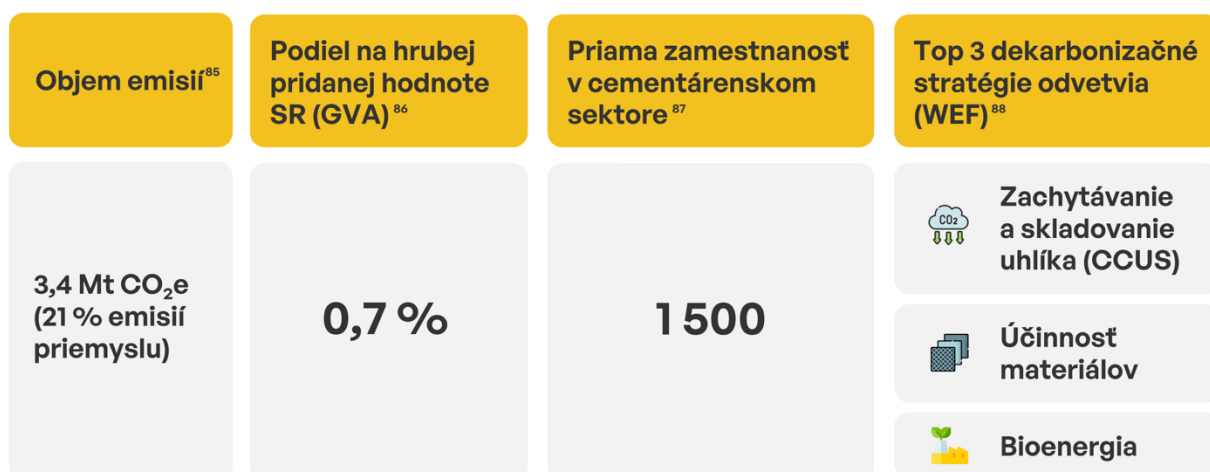 Objem emisií⁸⁵
Podiel na hrubej
pridanej hodnote
SR (GVA) ⁸⁶
Priama zamestnanosť
v cementárenskom
sektore ⁸⁷
Top 3 dekarbonizačné
stratégie odvetvia
(WEF) ⁸⁸
3,4 Mt CO₂e
(21 % emisií
priemyslu)
0,7 %
1 500
CO₂
Zachytávanie
a skladovanie
uhlíka (CCUS)
Účinnosť
materiálov
Bioenergia